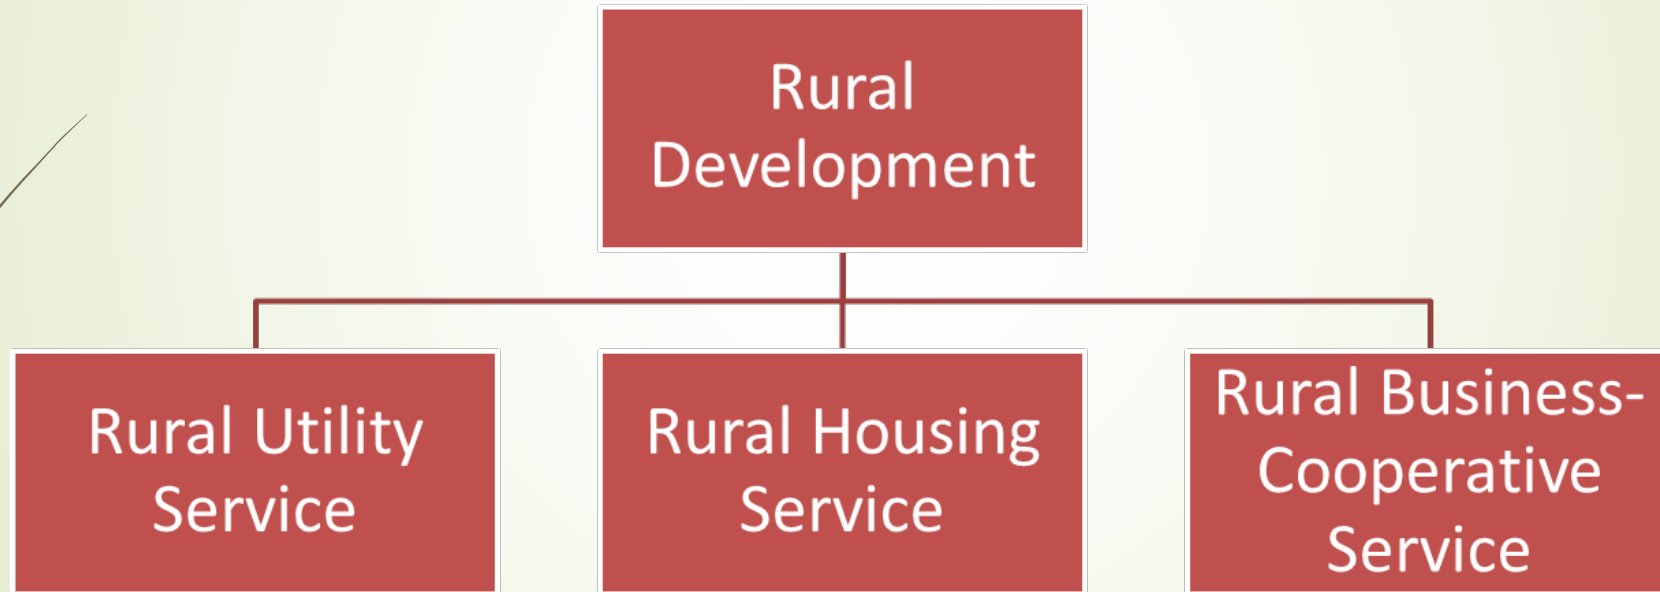 Rural
Development
Rural Utility
Service
Rural Housing
Service
Rural Business-
Cooperative
Service